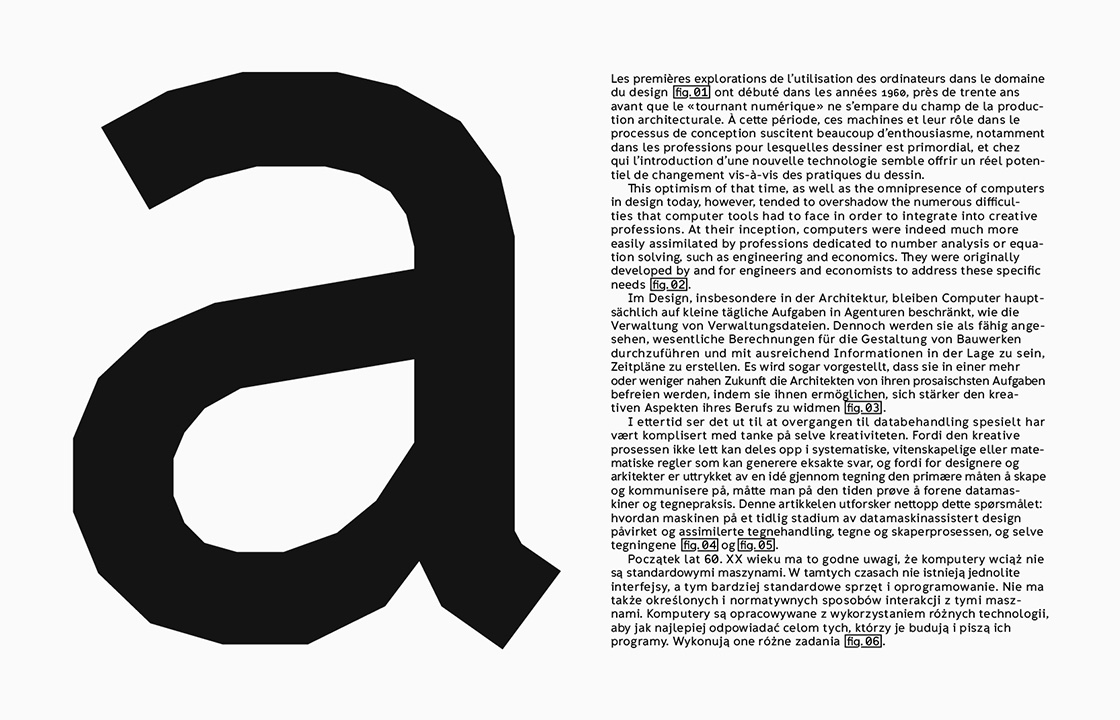 a
Les premières explorations de l'utilisation des ordinateurs dans le domaine
du design fig.01 ont débuté dans les années 1960, près de trente ans
avant que le «tournant numérique» ne s'empare du champ de la produc-
tion architecturale. À cette période, ces machines et leur rôle dans le
processus de conception suscitent beaucoup d'enthousiasme, notamment
dans les professions pour lesquelles dessiner est primordial, et chez
qui l'introduction d'une nouvelle technologie semble offrir un réel poten-
tiel de changement vis-à-vis des pratiques du dessin.
This optimism of that time, as well as the omnipresence of computers
in design today, however, tended to overshadow the numerous difficul-
ties that computer tools had to face in order to integrate into creative
professions. At their inception, computers were indeed much more
easily assimilated by professions dedicated to number analysis or equa-
tion solving, such as engineering and economics. They were originally
developed by and for engineers and economists to address these specific
needs fig.02.
Im Design, insbesondere in der Architektur, bleiben Computer haupt-
sächlich auf kleine tägliche Aufgaben in Agenturen beschränkt, wie die
Verwaltung von Verwaltungsdateien. Dennoch werden sie als fähig ange-
sehen, wesentliche Berechnungen für die Gestaltung von Bauwerken
durchzuführen und mit ausreichend Informationen in der Lage zu sein,
Zeitpläne zu erstellen. Es wird sogar vorgestellt, dass sie in einer mehr
oder weniger nahen Zukunft die Architekten von ihren prosaischsten Aufgaben
befreien werden, indem sie ihnen ermöglichen, sich stärker den krea-
tiven Aspekten ihres Berufs zu widmen fig.03.
I ettertid ser det ut til at overgangen til databehandling spesielt har
vært komplisert med tanke på selve kreativiteten. Fordi den kreative
prosessen ikke lett kan deles opp i systematiske, vitenskapelige eller mate-
matiske regler som kan generere eksakte svar, og fordi for designere og
arkitekter er uttrykket av en idé gjennom tegning den primære måten å skape
og kommunisere på, måtte man på den tiden prøve å forene datamas-
kiner og tegnepraksis. Denne artikkelen utforsker nettopp dette spørsmålet:
hvordan maskinen på et tidlig stadium av datamaskinassistert design
påvirket og assimilerte tegnehandling, tegne og skaperprosessen, og selve
tegningene fig.04 og fig.05.
Początek lat 60. XX wieku ma to godne uwagi, że komputery wciąż nie
są standardowymi maszynami. W tamtych czasach nie istnieją jednolite
interfejsy, a tym bardziej standardowe sprzęt i oprogramowanie. Nie ma
także określonych i normatywnych sposobów interakcji z tymi masz-
nami. Komputery są opracowywane z wykorzystaniem różnych technologii,
aby jak najlepiej odpowiadać celom tych, którzy je budują i piszą ich
programy. Wykonują one różne zadania fig.06.